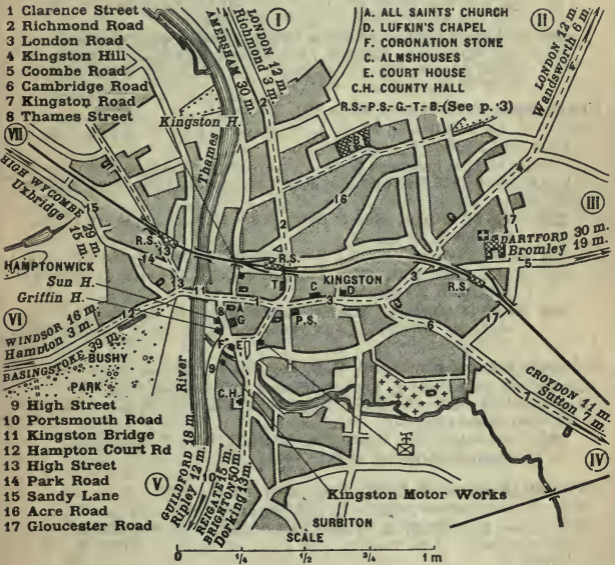 1 Clarence Street
2 Richmond Road
3 London Road
4 Kingston Hill
5 Coombe Road
6 Cambridge Road
7 Kingston Road
8 Thames Street
I
A. ALL SAINTS' CHURCH
D. LUFKIN'S CHAPEL
F. CORONATION STONE
C. ALMSHOUSES
E. COURT HOUSE
C.H. COUNTY HALL
R.S.-P.S.-G.-T.-B.-(See p. 3)
II
LONDON 12 m.
Wandsworth 6 m.
LONDON 12 m.
Richmond 3 m.
AMERSHAM 30 m.
Kingston H.
Thames
VII
HIGH WYCOMBE 29 m.
Uxbridge 15 m.
III
DARTFORD 30 m.
Bromley 19 m.
R.S.
R.S.
R.S.
HAMPTONWICK
Sun H.
Griffin H.
KINGSTON
T
C
D
A
G
P.S.
F
E
C.H.
VI
WINDSOR 16 m.
Hampton 3 m.
BASINGSTOKE 39 m.
BUSHY
PARK
River
CROYDON 11 m.
Sutton 7 m.
IV
9 High Street
10 Portsmouth Road
11 Kingston Bridge
12 Hampton Court Rd
13 High Street
14 Park Road
15 Sandy Lane
16 Acre Road
17 Gloucester Road
V
GUILDFORD 18 m.
Ripley 12 m.
REIGATE 15 m.
BRIGHTON 50 m.
Dorking 13 m.
Kingston Motor Works
SURBITON
SCALE
0 1/4 1/2 3/4 1 m